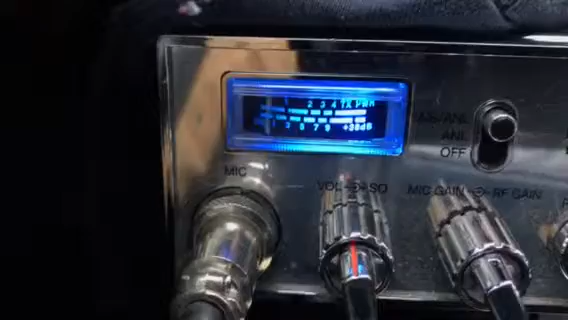 2 3 4 TX PWR
1 3 5 7 9 +30dB
NB/ANL
ANL
OFF
MIC
VOL SQ
MIC GAIN RF GAIN